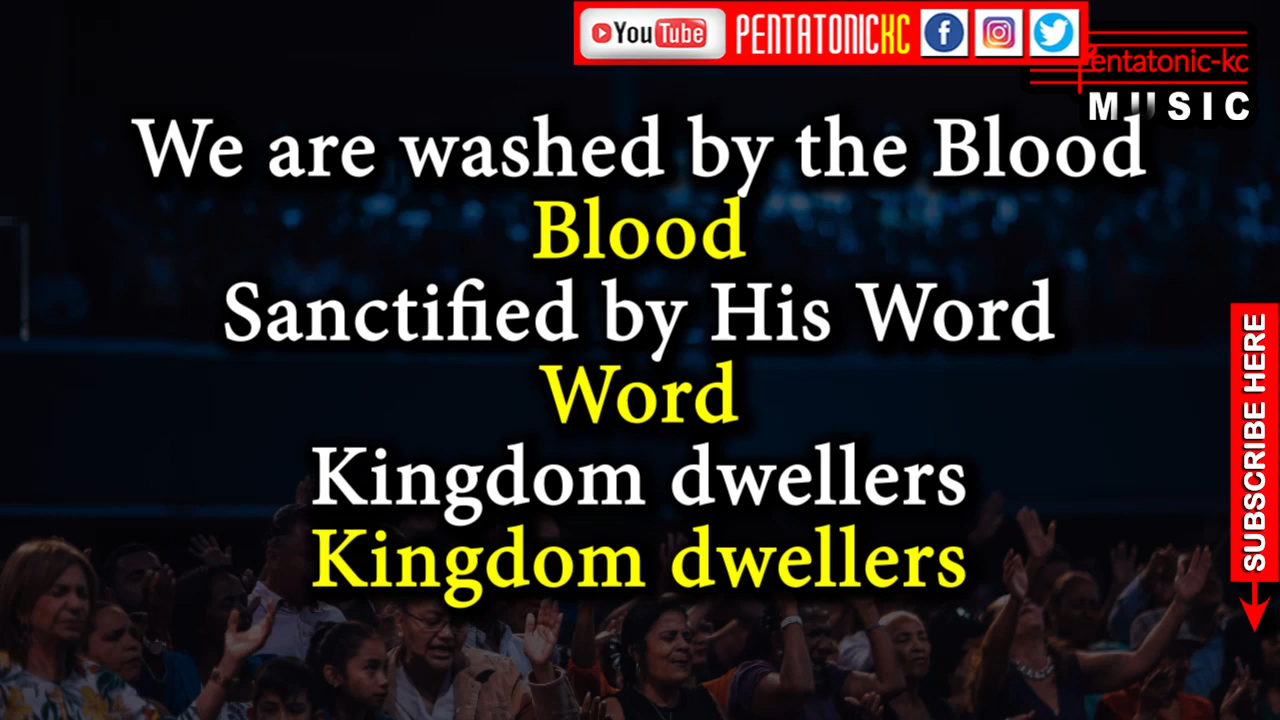 YouTube PENTATONICKC
Pentatonic-kc
MUSIC
We are washed by the Blood
Blood
Sanctified by His Word
Word
Kingdom dwellers
Kingdom dwellers
SUBSCRIBE HERE